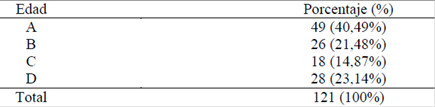 Edad Porcentaje (%)
A 49 (40,49%)
B 26 (21,48%)
C 18 (14,87%)
D 28 (23,14%)
Total 121 (100%)